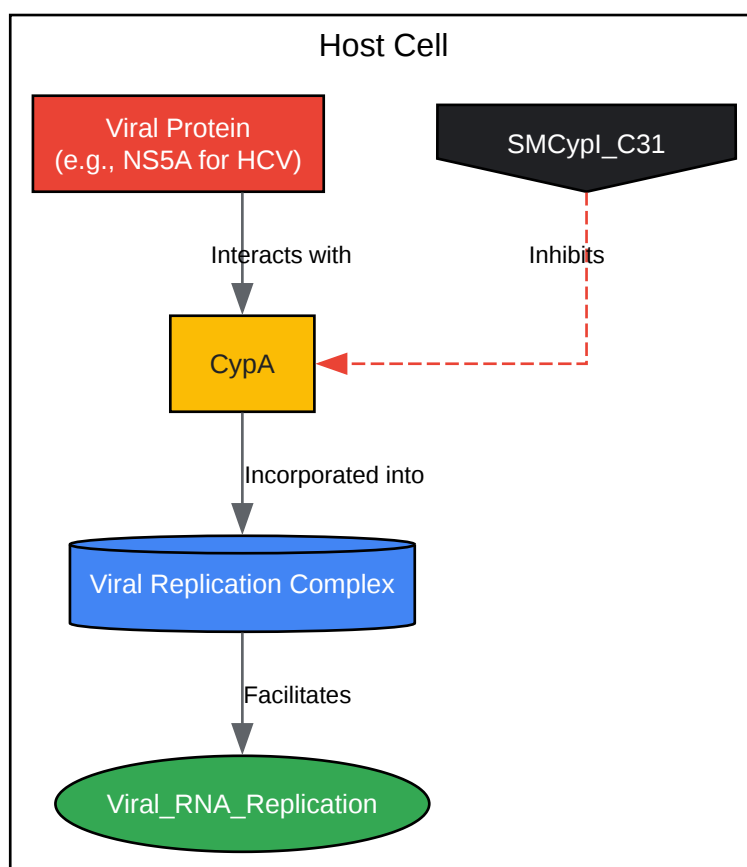 Host Cell
Viral Protein
(e.g., NS5A for HCV)
SMCypI_C31
Interacts with
Inhibits
CypA
Incorporated into
Viral Replication Complex
Facilitates
Viral_RNA_Replication